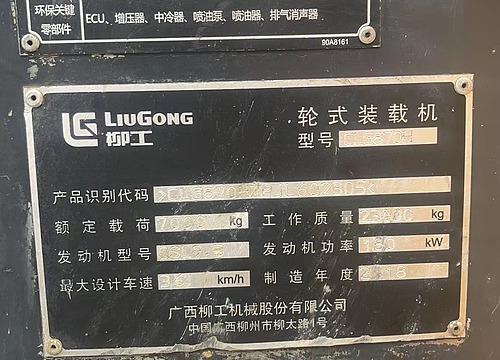 环保关键
零部件
ECU、增压器、中冷器、喷油泵、喷油器、排气消声器
90A8161
LIUGONG
柳工
轮式装载机
型号
产品识别代码
额定载荷 kg
工作质量 kg
发动机型号
发动机功率 180 kW
最大设计车速 km/h
制造年度 2018
广西柳工机械股份有限公司
中国广西柳州市柳太路1号